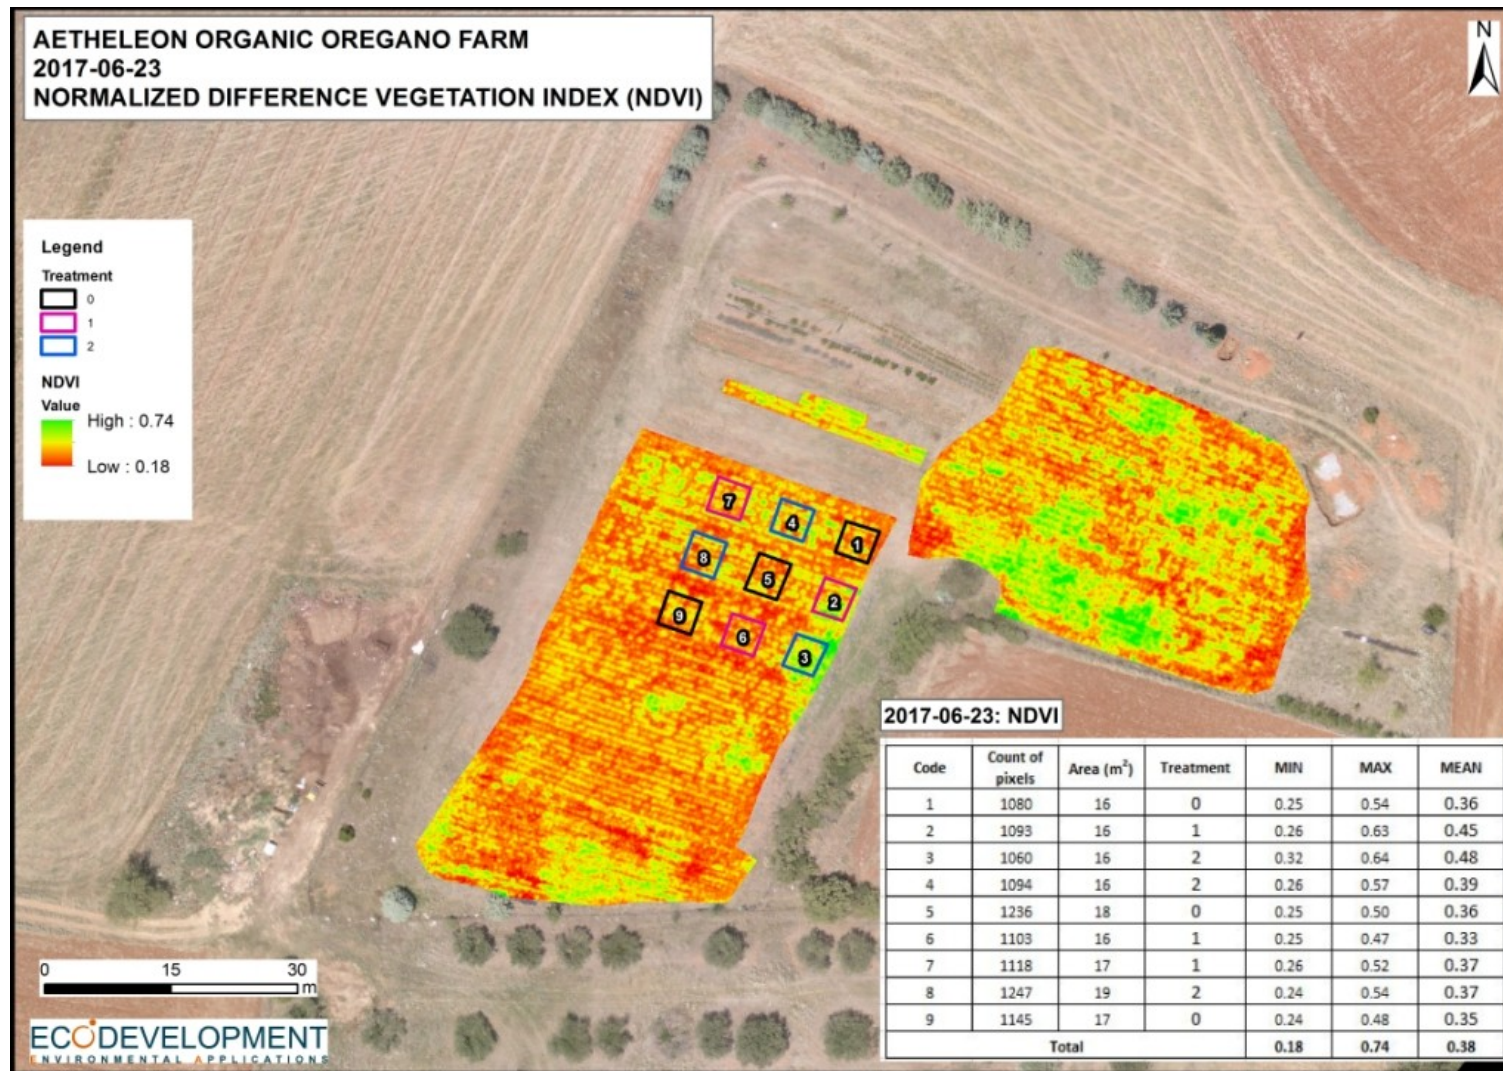 AETHELEON ORGANIC OREGANO FARM
2017-06-23
NORMALIZED DIFFERENCE VEGETATION INDEX (NDVI)
N
Legend
Treatment
0
1
2
NDVI
Value
High : 0.74
Low : 0.18
7
4
1
8
5
2
9
6
3
2017-06-23: NDVI
Code Count of pixels Area (m²) Treatment MIN MAX MEAN
1 1080 16 0 0.25 0.54 0.36
2 1093 16 1 0.26 0.63 0.45
3 1060 16 2 0.32 0.64 0.48
4 1094 16 2 0.26 0.57 0.39
5 1236 18 0 0.25 0.50 0.36
6 1103 16 1 0.25 0.47 0.33
7 1118 17 1 0.26 0.52 0.37
8 1247 19 2 0.24 0.54 0.37
9 1145 17 0 0.24 0.48 0.35
Total 0.18 0.74 0.38
0 15 30
m
ECODEVELOPMENT
ENVIRONMENTAL APPLICATIONS